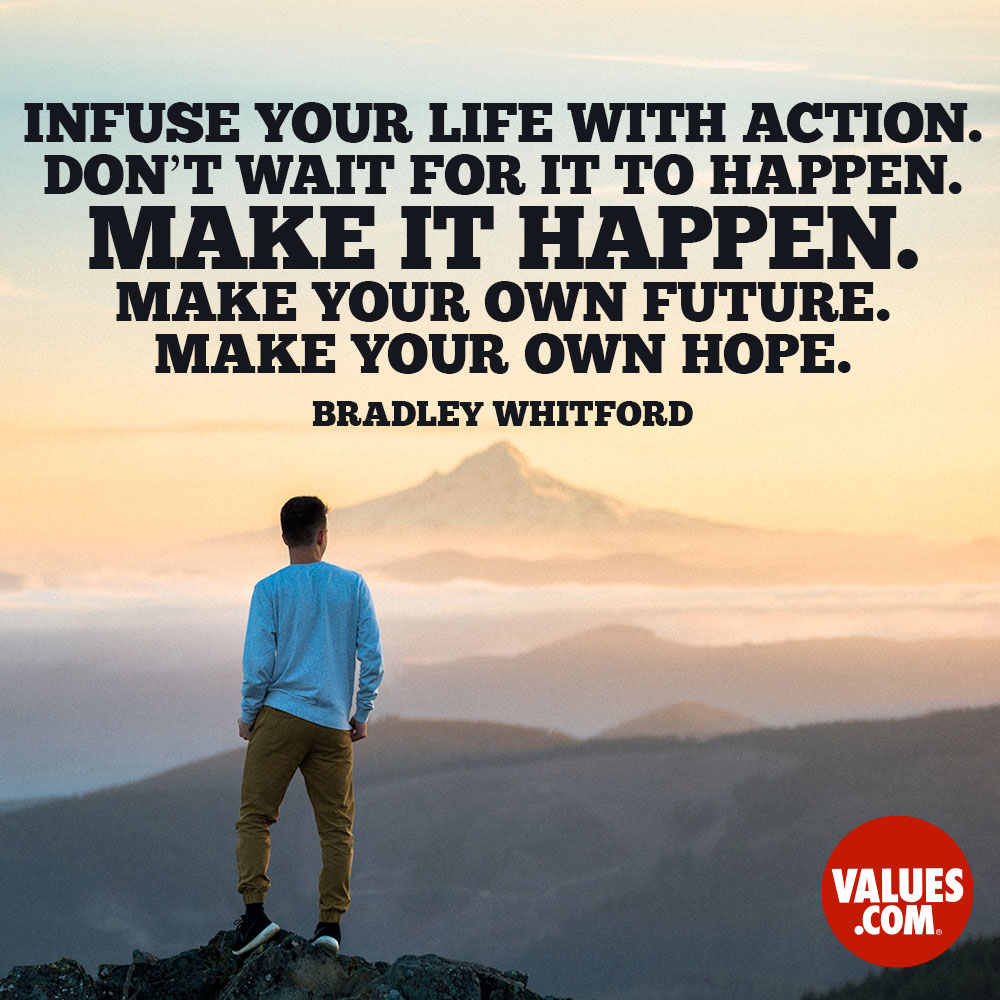 INFUSE YOUR LIFE WITH ACTION.
DON'T WAIT FOR IT TO HAPPEN.
MAKE IT HAPPEN.
MAKE YOUR OWN FUTURE.
MAKE YOUR OWN HOPE.
BRADLEY WHITFORD
VALUES
.COM®